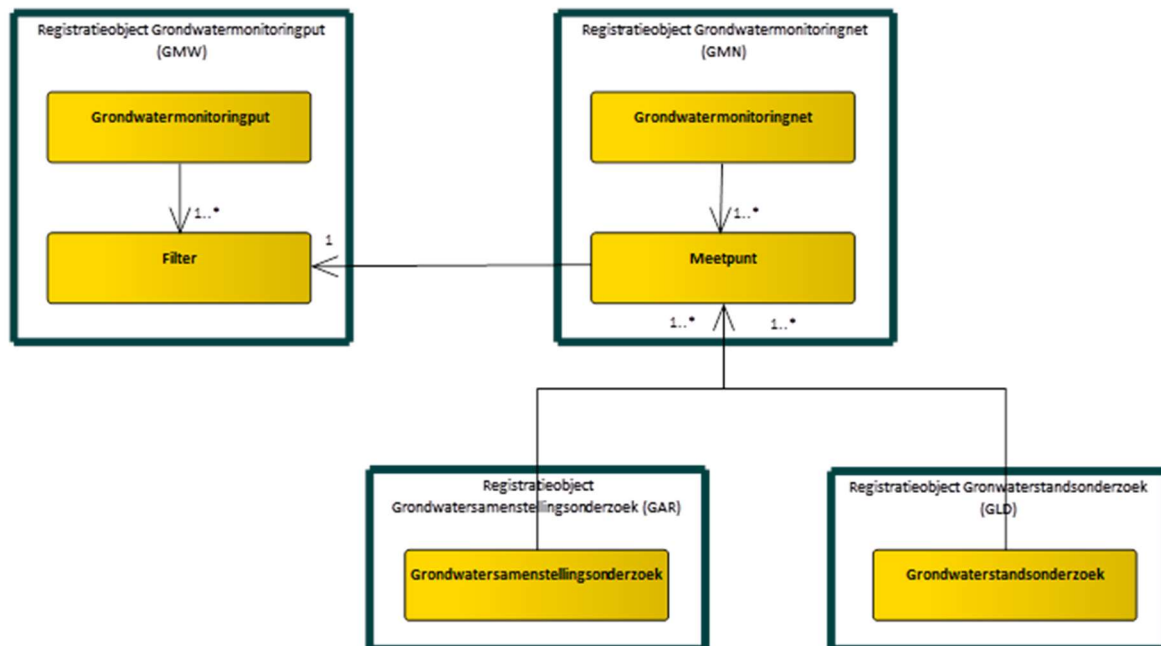 Registratieobject Grondwatermonitoringput
(GMW)
Grondwatermonitoringput
1..*
Filter
1
Registratieobject Grondwatermonitoringnet
(GMN)
Grondwatermonitoringnet
1..*
Meetpunt
1..*
1..*
Registratieobject
Grondwatersamenstellingsonderzoek (GAR)
Grondwatersamenstellingsonderzoek
Registratieobject Gronwaterstandsonderzoek
(GLD)
Grondwaterstandsonderzoek